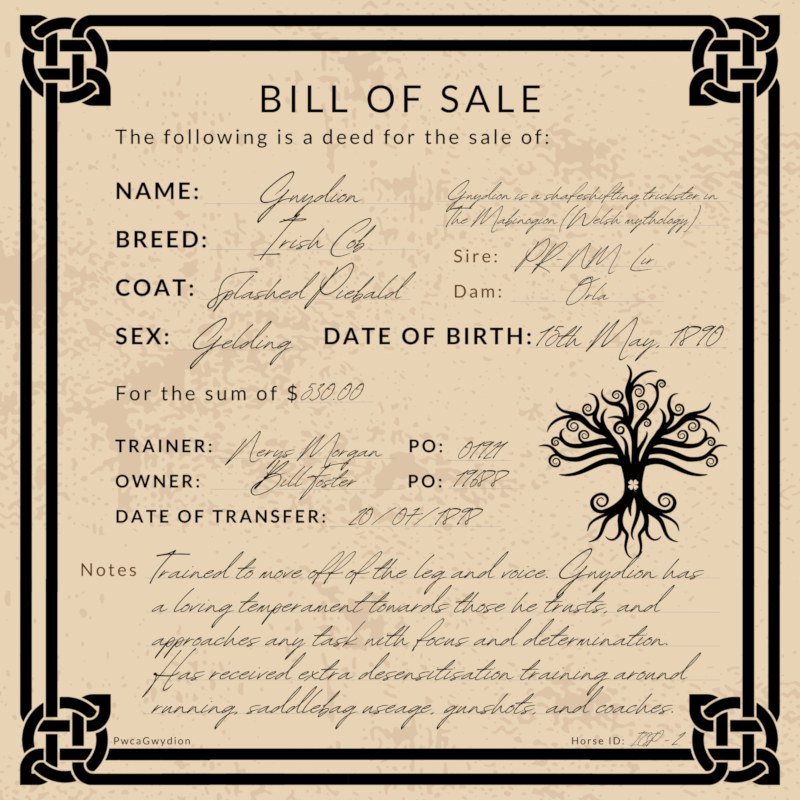 BILL OF SALE
The following is a deed for the sale of:
NAME: Gwydion
Gwydion is a shapeshifting trickster in
The Mabinogion (Welsh mythology)
BREED: Irish Cob
Sire: PR-NM Lir
COAT: Splashed Piebald
Dam: Orla
SEX: Gelding DATE OF BIRTH: 15th May, 1890
For the sum of $530.00
TRAINER: Nerys Morgan PO: 01921
OWNER: Bill Foster PO: 19688
DATE OF TRANSFER: 20/07/1898
Notes Trained to move off of the leg and voice. Gwydion has
a loving temperament towards those he trusts, and
approaches any task with focus and determination.
Has received extra desensitisation training around
running, saddlebag useage, gunshots, and coaches.
PwcaGwydion
Horse ID: